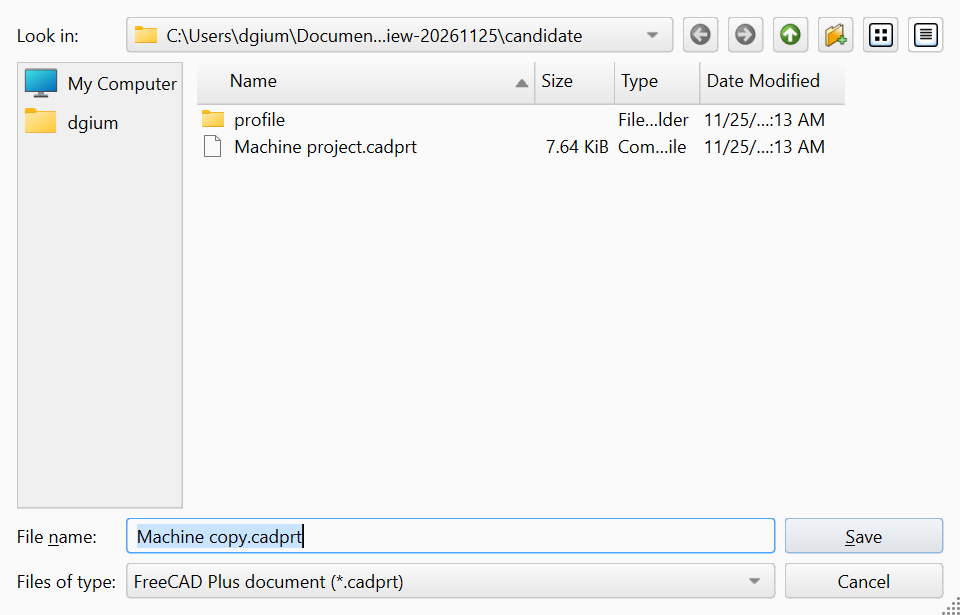 Look in: C:\Users\dgium\Documen...iew-20261125\candidate
My Computer
dgium
Name Size Type Date Modified
profile File...lder 11/25/...:13 AM
Machine project.cadprt 7.64 KiB Com...ile 11/25/...:13 AM
File name: Machine copy.cadprt Save
Files of type: FreeCAD Plus document (*.cadprt) Cancel